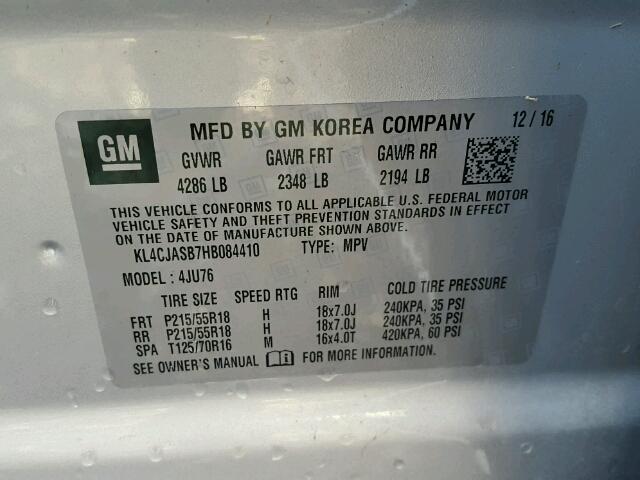 GM
MFD BY GM KOREA COMPANY 12 / 16
GVWR GAWR FRT GAWR RR
4286 LB 2348 LB 2194 LB
THIS VEHICLE CONFORMS TO ALL APPLICABLE U.S. FEDERAL MOTOR
VEHICLE SAFETY AND THEFT PREVENTION STANDARDS IN EFFECT
ON THE DATE OF MANUFACTURE SHOWN ABOVE.
KL4CJASB7HB084410 TYPE: MPV
MODEL : 4JU76
TIRE SIZE SPEED RTG RIM COLD TIRE PRESSURE
FRT P215/55R18 H 18x7.0J 240KPA, 35 PSI
RR P215/55R18 H 18x7.0J 240KPA, 35 PSI
SPA T125/70R16 M 16x4.0T 420KPA, 60 PSI
SEE OWNER'S MANUAL FOR MORE INFORMATION.